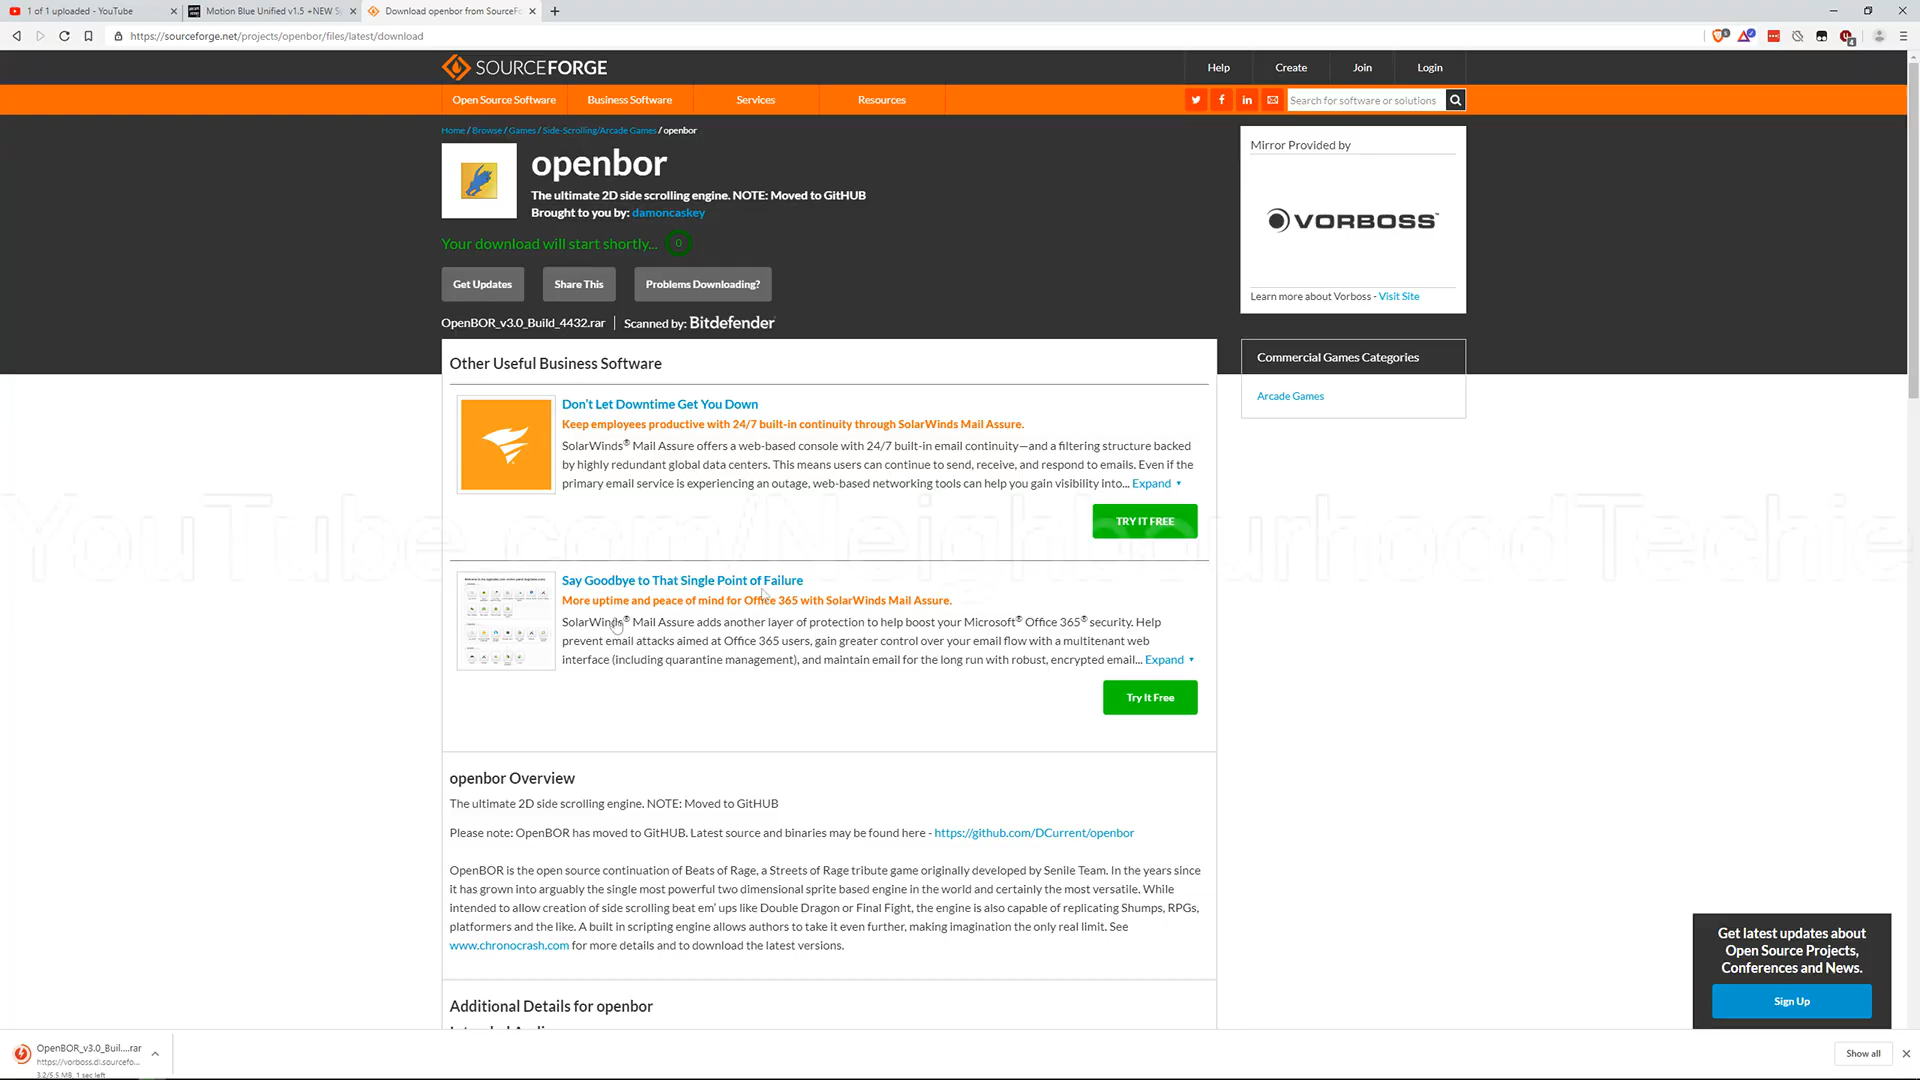 1 of 1 uploaded - YouTube
Motion Blue Unified v1.5 +NEW S
Download openbor from SourceFo
https://sourceforge.net/projects/openbor/files/latest/download
SOURCEFORGE
Help
Create
Join
Login
Open Source Software
Business Software
Services
Resources
Search for software or solutions
Home / Browse / Games / Side-Scrolling/Arcade Games / openbor
openbor
The ultimate 2D side scrolling engine. NOTE: Moved to GitHUB
Brought to you by: damoncaskey
Your download will start shortly... 0
Get Updates
Share This
Problems Downloading?
OpenBOR_v3.0_Build_4432.rar | Scanned by: Bitdefender
Mirror Provided by
VORBOSS™
Learn more about Vorboss - Visit Site
Commercial Games Categories
Arcade Games
Other Useful Business Software
Don't Let Downtime Get You Down
Keep employees productive with 24/7 built-in continuity through SolarWinds Mail Assure.
SolarWinds® Mail Assure offers a web-based console with 24/7 built-in email continuity—and a filtering structure backed
by highly redundant global data centers. This means users can continue to send, receive, and respond to emails. Even if the
primary email service is experiencing an outage, web-based networking tools can help you gain visibility into... Expand
TRY IT FREE
YouTube.com/NeighbourhoodTechie
Say Goodbye to That Single Point of Failure
More uptime and peace of mind for Office 365 with SolarWinds Mail Assure.
SolarWinds® Mail Assure adds another layer of protection to help boost your Microsoft® Office 365® security. Help
prevent email attacks aimed at Office 365 users, gain greater control over your email flow with a multitenant web
interface (including quarantine management), and maintain email for the long run with robust, encrypted email... Expand
Try It Free
openbor Overview
The ultimate 2D side scrolling engine. NOTE: Moved to GitHUB
Please note: OpenBOR has moved to GitHUB. Latest source and binaries may be found here - https://github.com/DCurrent/openbor
OpenBOR is the open source continuation of Beats of Rage, a Streets of Rage tribute game originally developed by Senile Team. In the years since
it has grown into arguably the single most powerful two dimensional sprite based engine in the world and certainly the most versatile. While
intended to allow creation of side scrolling beat em' ups like Double Dragon or Final Fight, the engine is also capable of replicating Shumps, RPGs,
platformers and the like. A built in scripting engine allows authors to take it even further, making imagination the only real limit. See
www.chronocrash.com for more details and to download the latest versions.
Additional Details for openbor
Get latest updates about
Open Source Projects,
Conferences and News.
Sign Up
OpenBOR_v3.0_Buil....rar
https://vorboss.dl.sourcefo...
3.2/5.5 MB, 1 sec left
Show all